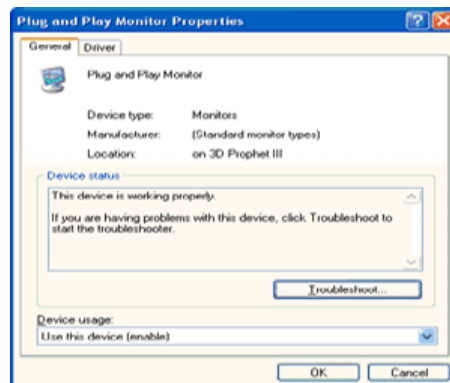 Plug and Play Monitor Properties
General Driver
Plug and Play Monitor
Device type: Monitors
Manufacturer: (Standard monitor types)
Location: on 3D Prophet III
Device status
This device is working properly.
If you are having problems with this device, click Troubleshoot to
start the troubleshooter.
Troubleshoot...
Device usage:
Use this device (enable)
OK Cancel